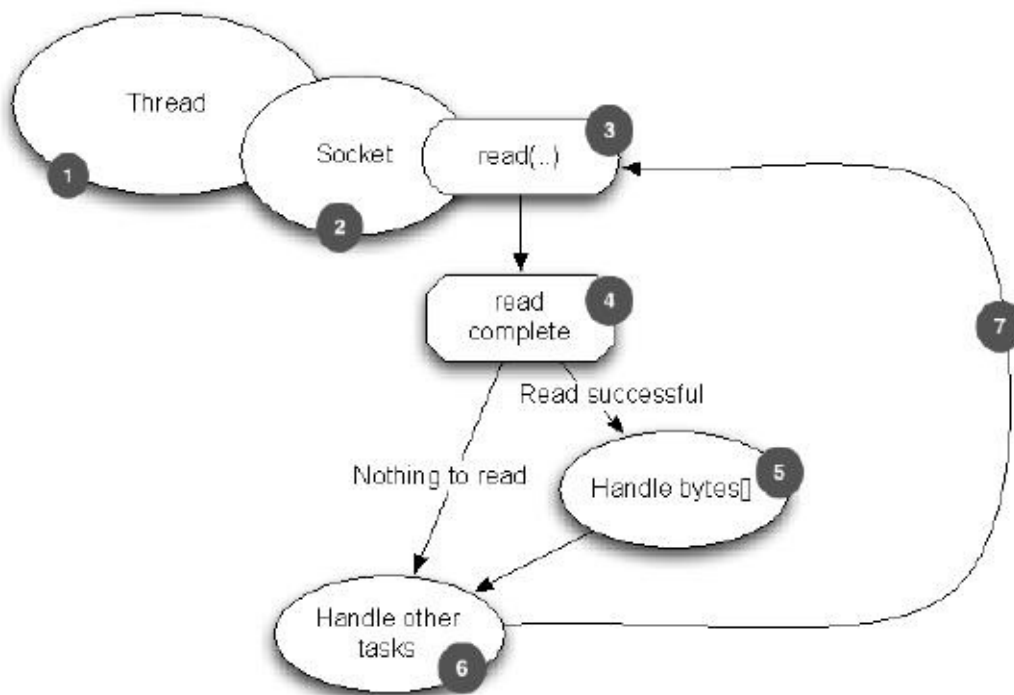 Thread
1
Socket
2
read(..)
3
read
complete
4
7
Read successful
Nothing to read
Handle bytes[]
5
Handle other
tasks
6